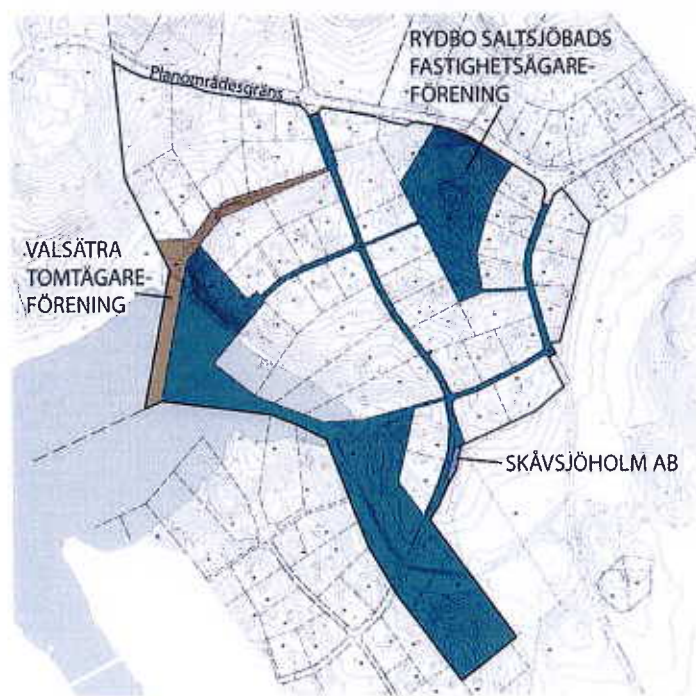 RYDBO SALTSJÖBADS
FASTIGHETSÄGARE-
FÖRENING
Planområdesgräns
VALSÄTRA
TOMTÄGARE-
FÖRENING
SKÅVSJÖHOLM AB